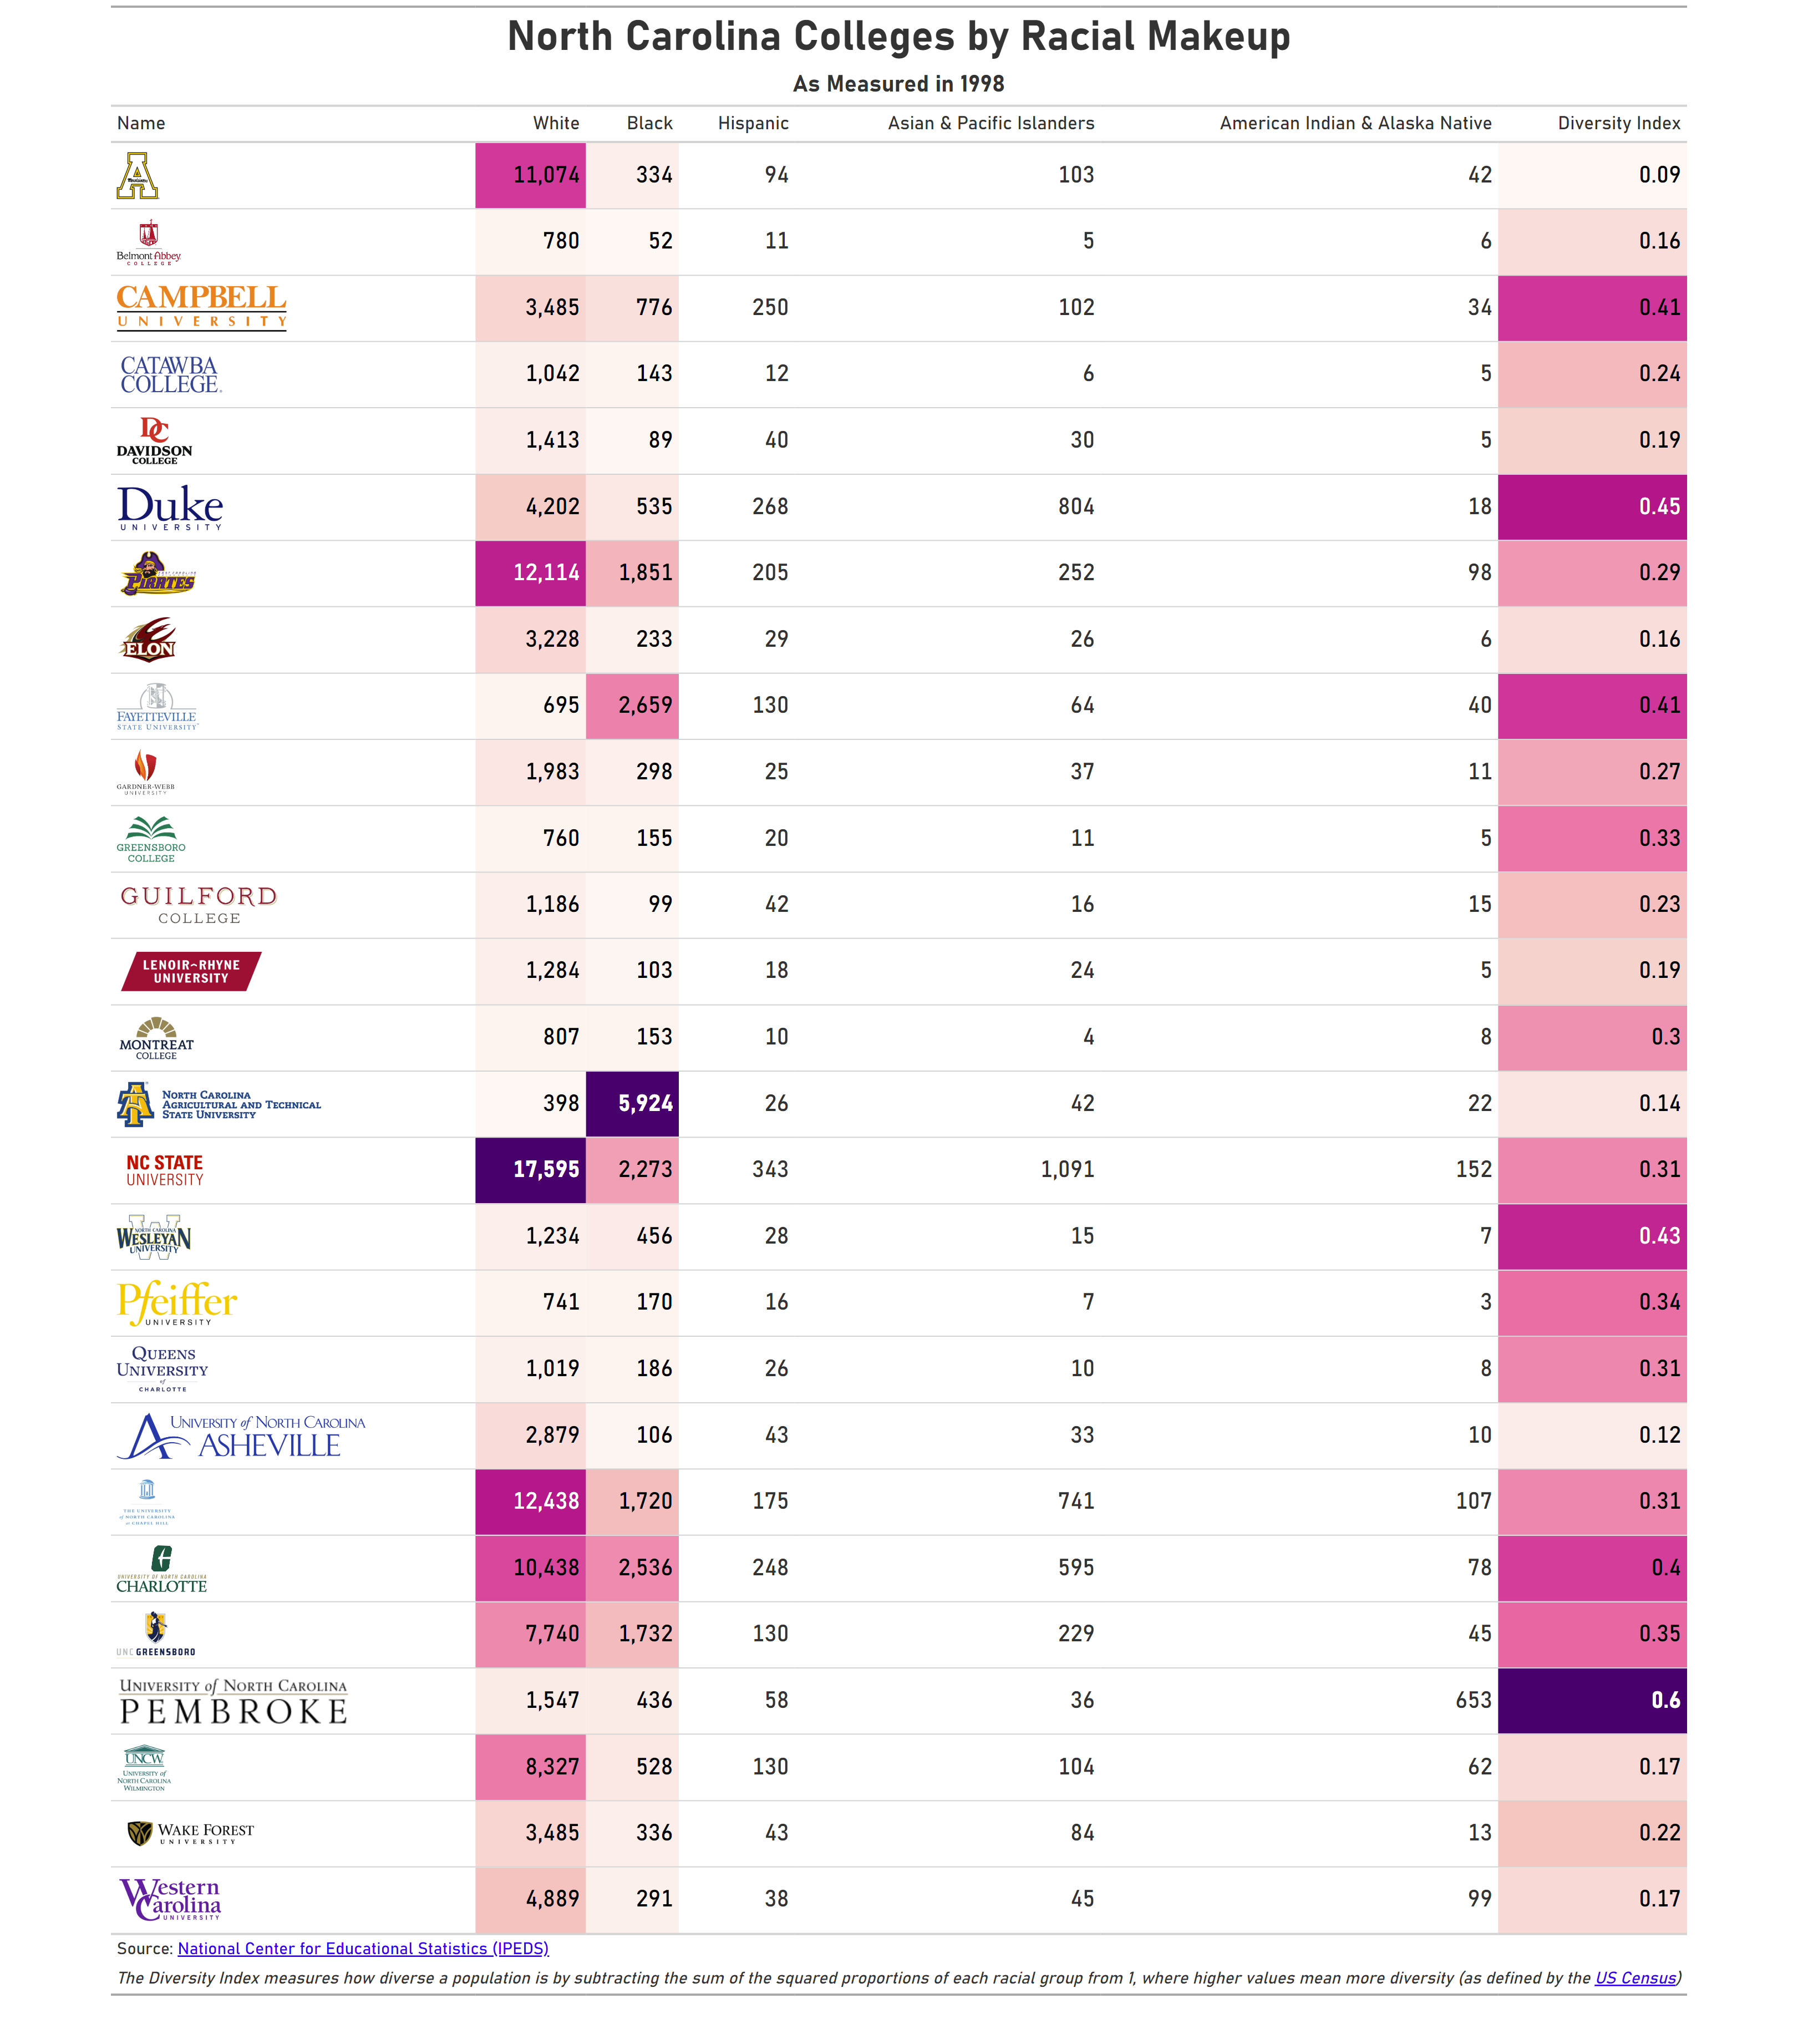 North Carolina Colleges by Racial Makeup
As Measured in 1998
Name White Black Hispanic Asian & Pacific Islanders American Indian & Alaska Native Diversity Index
A 11,074 334 94 103 42 0.09
Belmont Abbey
COLLEGE
780 52 11 5 6 0.16
CAMPBELL
UNIVERSITY
3,485 776 250 102 34 0.41
CATAWBA
COLLEGE
1,042 143 12 6 5 0.24
DC
DAVIDSON
COLLEGE
1,413 89 40 30 5 0.19
Duke
UNIVERSITY
4,202 535 268 804 18 0.45
PIRATES
12,114 1,851 205 252 98 0.29
ELON
3,228 233 29 26 6 0.16
FAYETTEVILLE
STATE UNIVERSITY
695 2,659 130 64 40 0.41
GARDNER-WEBB
UNIVERSITY
1,983 298 25 37 11 0.27
GREENSBORO
COLLEGE
760 155 20 11 5 0.33
GUILFORD
COLLEGE
1,186 99 42 16 15 0.23
LENOIR-RHYNE
UNIVERSITY
1,284 103 18 24 5 0.19
MONTREAT
COLLEGE
807 153 10 4 8 0.3
NORTH CAROLINA
AGRICULTURAL AND TECHNICAL
STATE UNIVERSITY
398 5,924 26 42 22 0.14
NC STATE
UNIVERSITY
17,595 2,273 343 1,091 152 0.31
W
NORTH CAROLINA
WESLEYAN
UNIVERSITY
1,234 456 28 15 7 0.43
Pfeiffer
UNIVERSITY
741 170 16 7 3 0.34
QUEENS
UNIVERSITY
of
CHARLOTTE
1,019 186 26 10 8 0.31
UNIVERSITY of NORTH CAROLINA
ASHEVILLE
2,879 106 43 33 10 0.12
THE UNIVERSITY
of NORTH CAROLINA
at CHAPEL HILL
12,438 1,720 175 741 107 0.31
UNIVERSITY OF NORTH CAROLINA
CHARLOTTE
10,438 2,536 248 595 78 0.4
UNC GREENSBORO
7,740 1,732 130 229 45 0.35
UNIVERSITY of NORTH CAROLINA
PEMBROKE
1,547 436 58 36 653 0.6
UNCW
UNIVERSITY of
NORTH CAROLINA
WILMINGTON
8,327 528 130 104 62 0.17
WAKE FOREST
UNIVERSITY
3,485 336 43 84 13 0.22
Western
Carolina
UNIVERSITY
4,889 291 38 45 99 0.17
Source: National Center for Educational Statistics (IPEDS)
The Diversity Index measures how diverse a population is by subtracting the sum of the squared proportions of each racial group from 1, where higher values mean more diversity (as defined by the US Census)